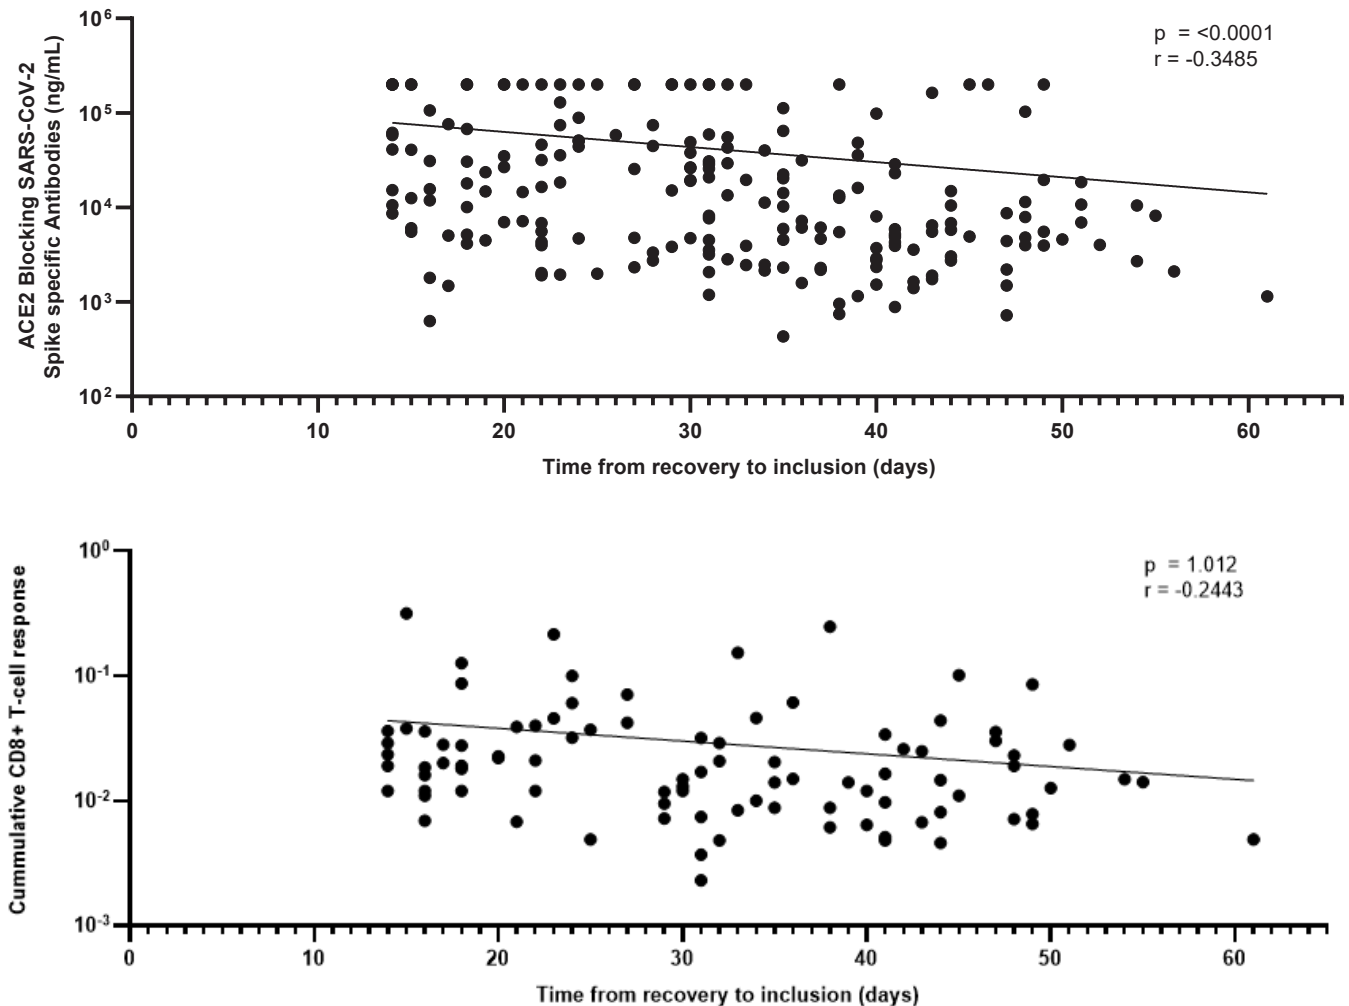 p = <0.0001
r = -0.3485
ACE2 Blocking SARS-CoV-2
Spike specific Antibodies (ng/mL)
10⁶
10⁵
10⁴
10³
10²
0 10 20 30 40 50 60
Time from recovery to inclusion (days)
p = 1.012
r = -0.2443
Cummulative CD8+ T-cell response
10⁰
10⁻¹
10⁻²
10⁻³
0 10 20 30 40 50 60
Time from recovery to inclusion (days)